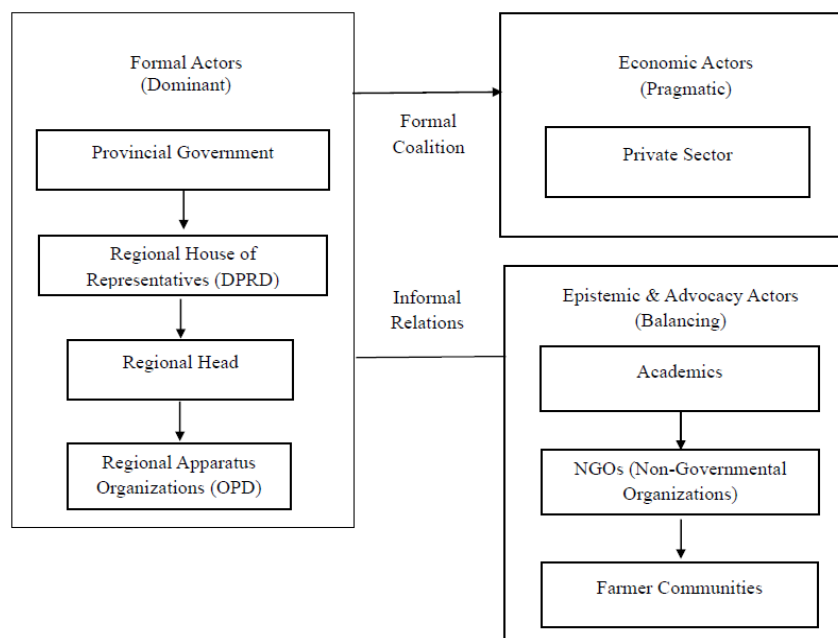 Formal Actors
(Dominant)
Provincial Government
Regional House of
Representatives (DPRD)
Regional Head
Regional Apparatus
Organizations (OPD)
Formal
Coalition
Informal
Relations
Economic Actors
(Pragmatic)
Private Sector
Epistemic & Advocacy Actors
(Balancing)
Academics
NGOs (Non-Governmental
Organizations)
Farmer Communities